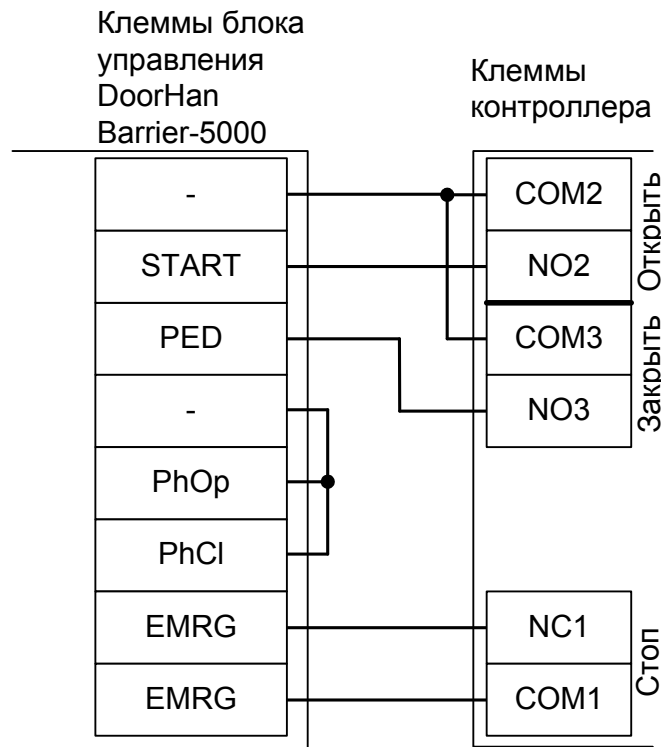 Клеммы блока
управления
DoorHan
Barrier-5000
Клеммы
контроллера
-
START
PED
-
PhOp
PhCl
EMRG
EMRG
COM2
NO2
COM3
NO3
NC1
COM1
Открыть
Закрыть
Стоп